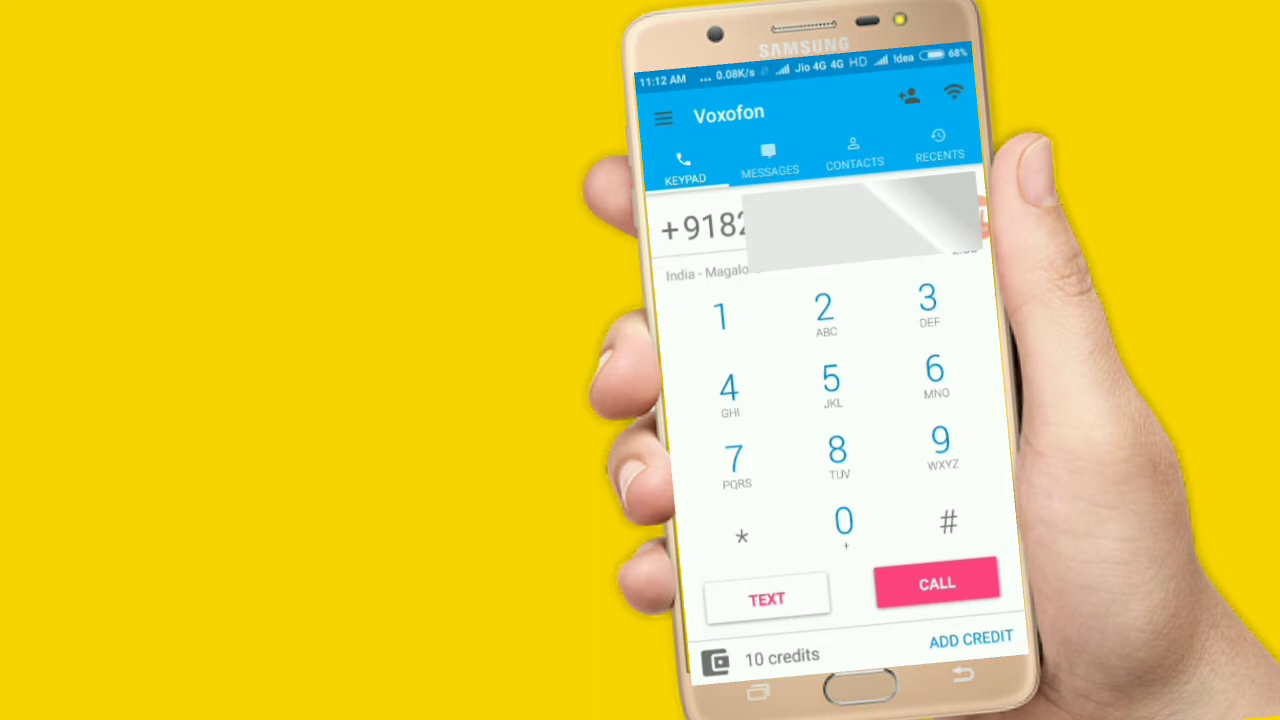 SAMSUNG
11:12 AM ... 0.08K/s Jio 4G 4G HD !dea 68%
Voxofon
KEYPAD MESSAGES CONTACTS RECENTS
+9182
India - Magalo
1 2 3
ABC DEF
4 5 6
GHI JKL MNO
7 8 9
PQRS TUV WXYZ
* 0 #
+
TEXT CALL
10 credits ADD CREDIT